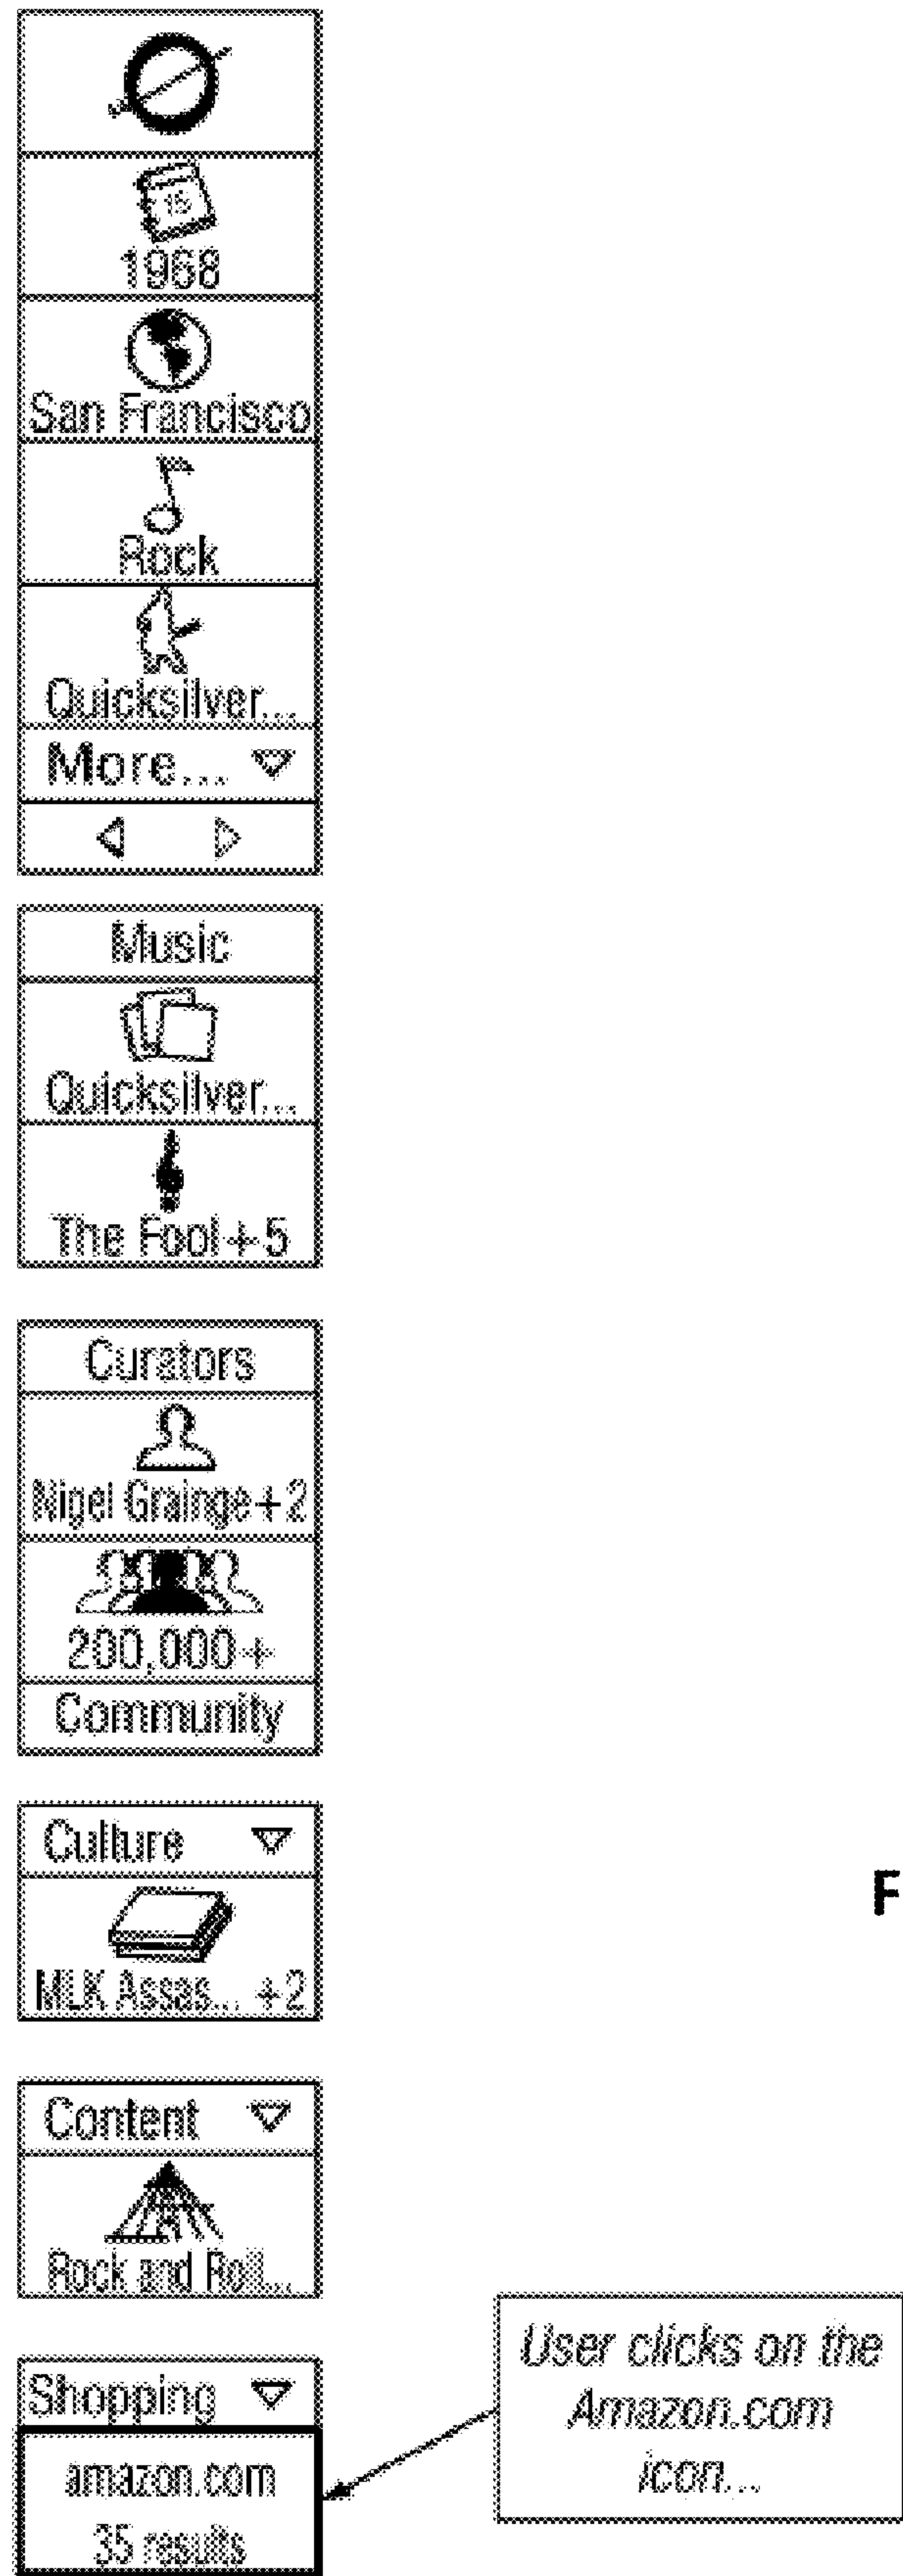 15
1968
San Francisco
Rock
Quicksilver...
More...
Music
Quicksilver...
The Fool+5
Curators
Nigel Grainge+2
200,000+
Community
Culture
MLK Assas... +2
F
Content
Rock and Roll...
User clicks on the
Amazon.com
icon...
Shopping
amazon.com
35 results